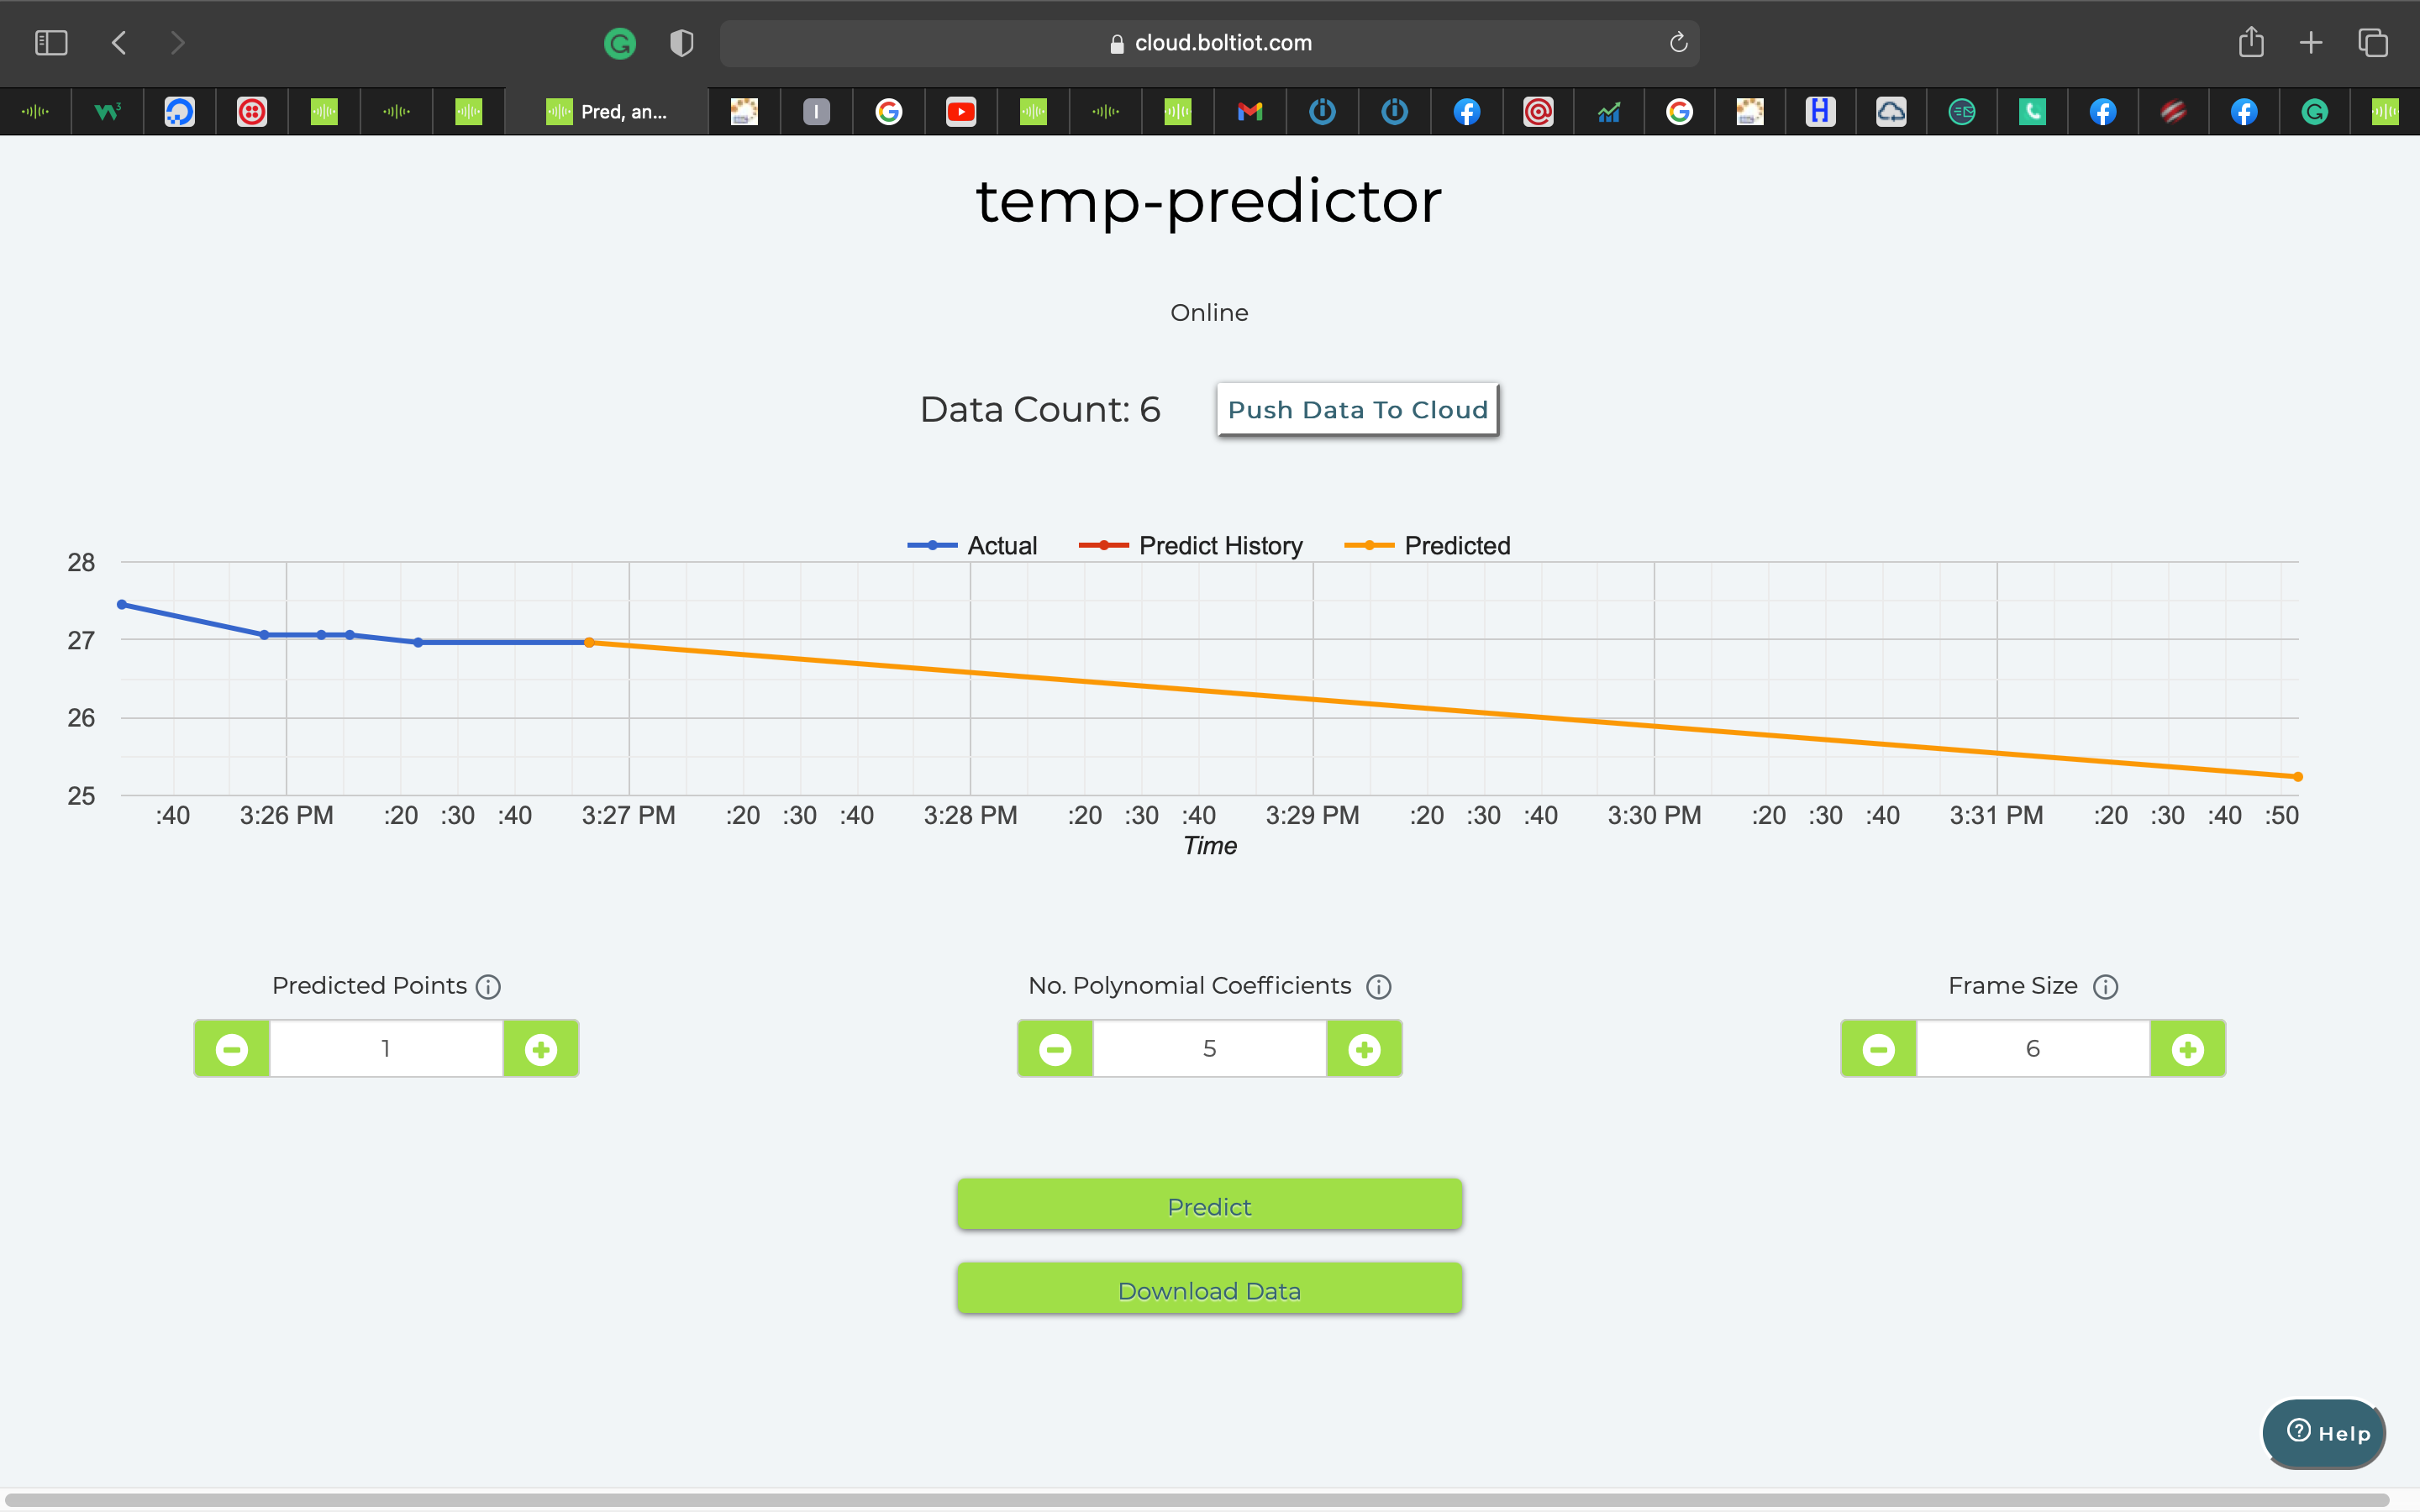 cloud.boltiot.com
Pred, an...
temp-predictor
Online
Data Count: 6 Push Data To Cloud
Actual Predict History Predicted
28
27
26
25
:40 3:26 PM :20 :30 :40 3:27 PM :20 :30 :40 3:28 PM :20 :30 :40 3:29 PM :20 :30 :40 3:30 PM :20 :30 :40 3:31 PM :20 :30 :40 :50
Time
Predicted Points No. Polynomial Coefficients Frame Size
1 5 6
Predict
Download Data
Help